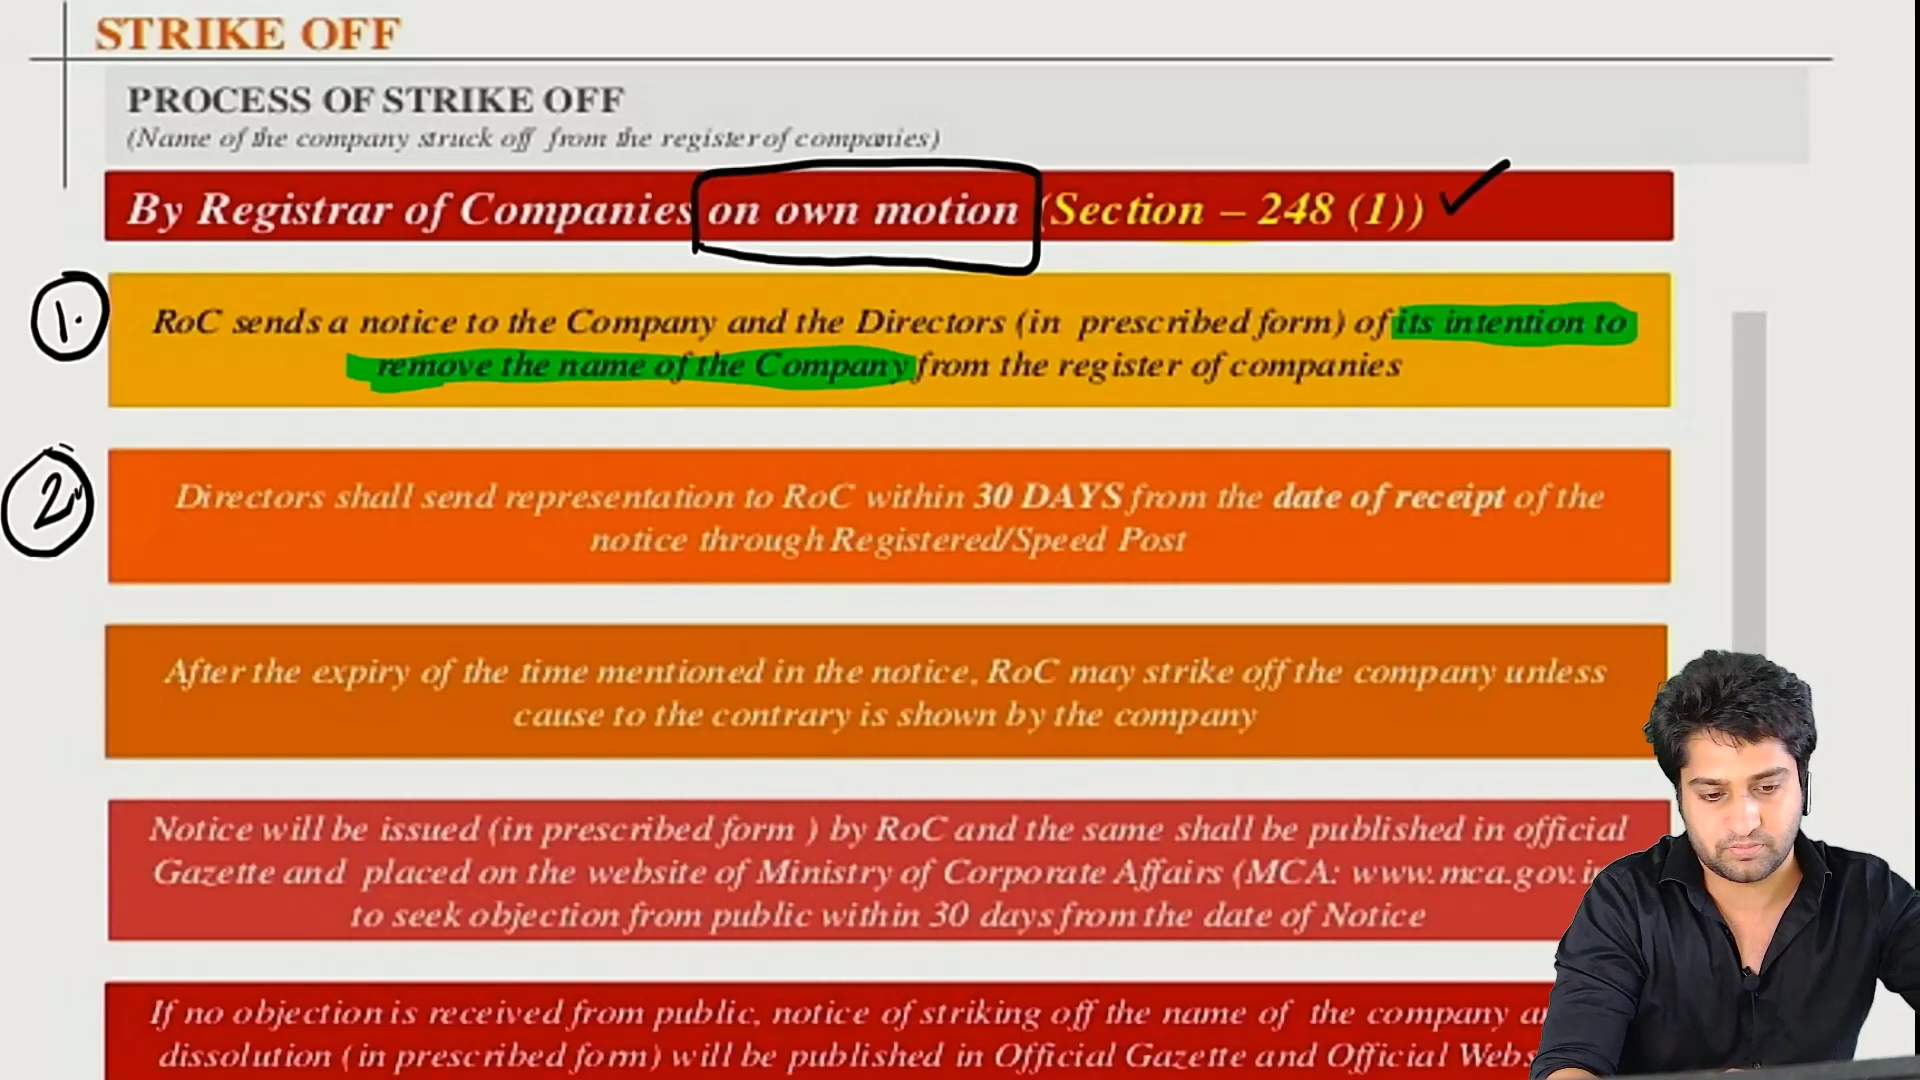 STRIKE OFF
PROCESS OF STRIKE OFF
(Name of the company struck off from the register of companies)
By Registrar of Companies on own motion (Section – 248 (1))
1.
RoC sends a notice to the Company and the Directors (in prescribed form) of its intention to
remove the name of the Company from the register of companies
2
Directors shall send representation to RoC within 30 DAYS from the date of receipt of the
notice through Registered/Speed Post
After the expiry of the time mentioned in the notice, RoC may strike off the company unless
cause to the contrary is shown by the company
Notice will be issued (in prescribed form ) by RoC and the same shall be published in official
Gazette and placed on the website of Ministry of Corporate Affairs (MCA: www.mca.gov.i
to seek objection from public within 30 days from the date of Notice
If no objection is received from public, notice of striking off the name of the company
dissolution (in prescribed form) will be published in Official Gazette and Official